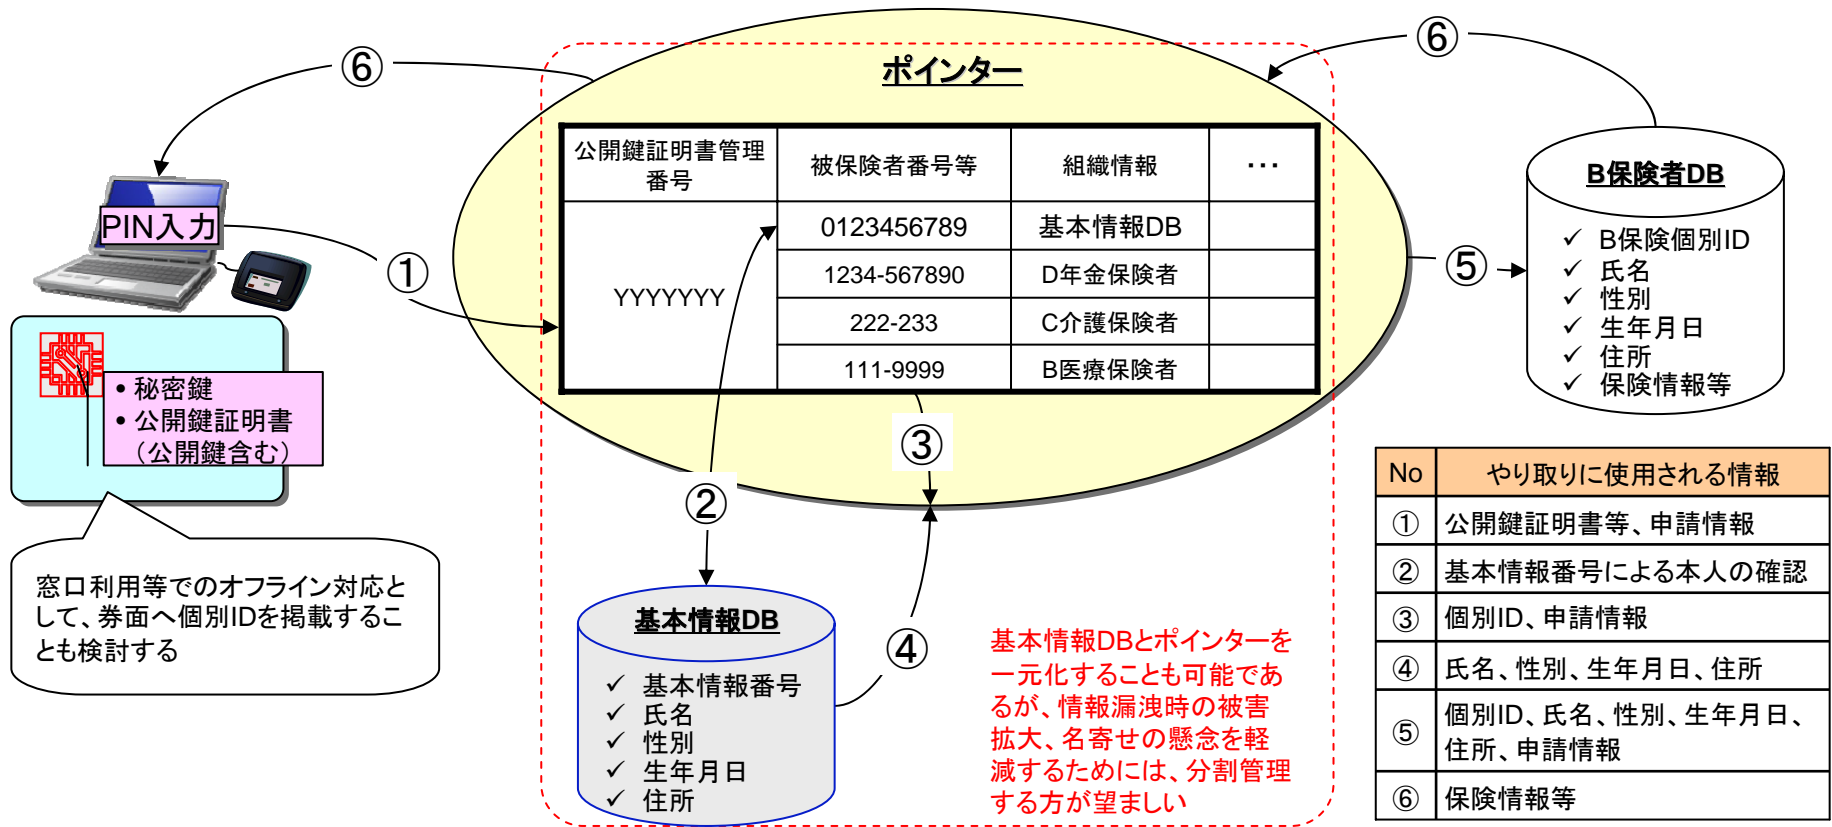 ⑥
ポインター
⑥
公開鍵証明書管理
番号
被保険者番号等
組織情報
･･･
YYYYYYY
0123456789
基本情報DB
1234-567890
D年金保険者
222-233
C介護保険者
111-9999
B医療保険者
PIN入力
①
• 秘密鍵
• 公開鍵証明書
（公開鍵含む）
窓口利用等でのオフライン対応と
して、券面へ個別IDを掲載するこ
とも検討する
③
②
④
⑤
B保険者DB
✓ B保険個別ID
✓ 氏名
✓ 性別
✓ 生年月日
✓ 住所
✓ 保険情報等
基本情報DB
✓ 基本情報番号
✓ 氏名
✓ 性別
✓ 生年月日
✓ 住所
基本情報DBとポインターを
一元化することも可能であ
るが、情報漏洩時の被害
拡大、名寄せの懸念を軽
減するためには、分割管理
する方が望ましい
No やり取りに使用される情報
① 公開鍵証明書等、申請情報
② 基本情報番号による本人の確認
③ 個別ID、申請情報
④ 氏名、性別、生年月日、住所
⑤ 個別ID、氏名、性別、生年月日、
住所、申請情報
⑥ 保険情報等